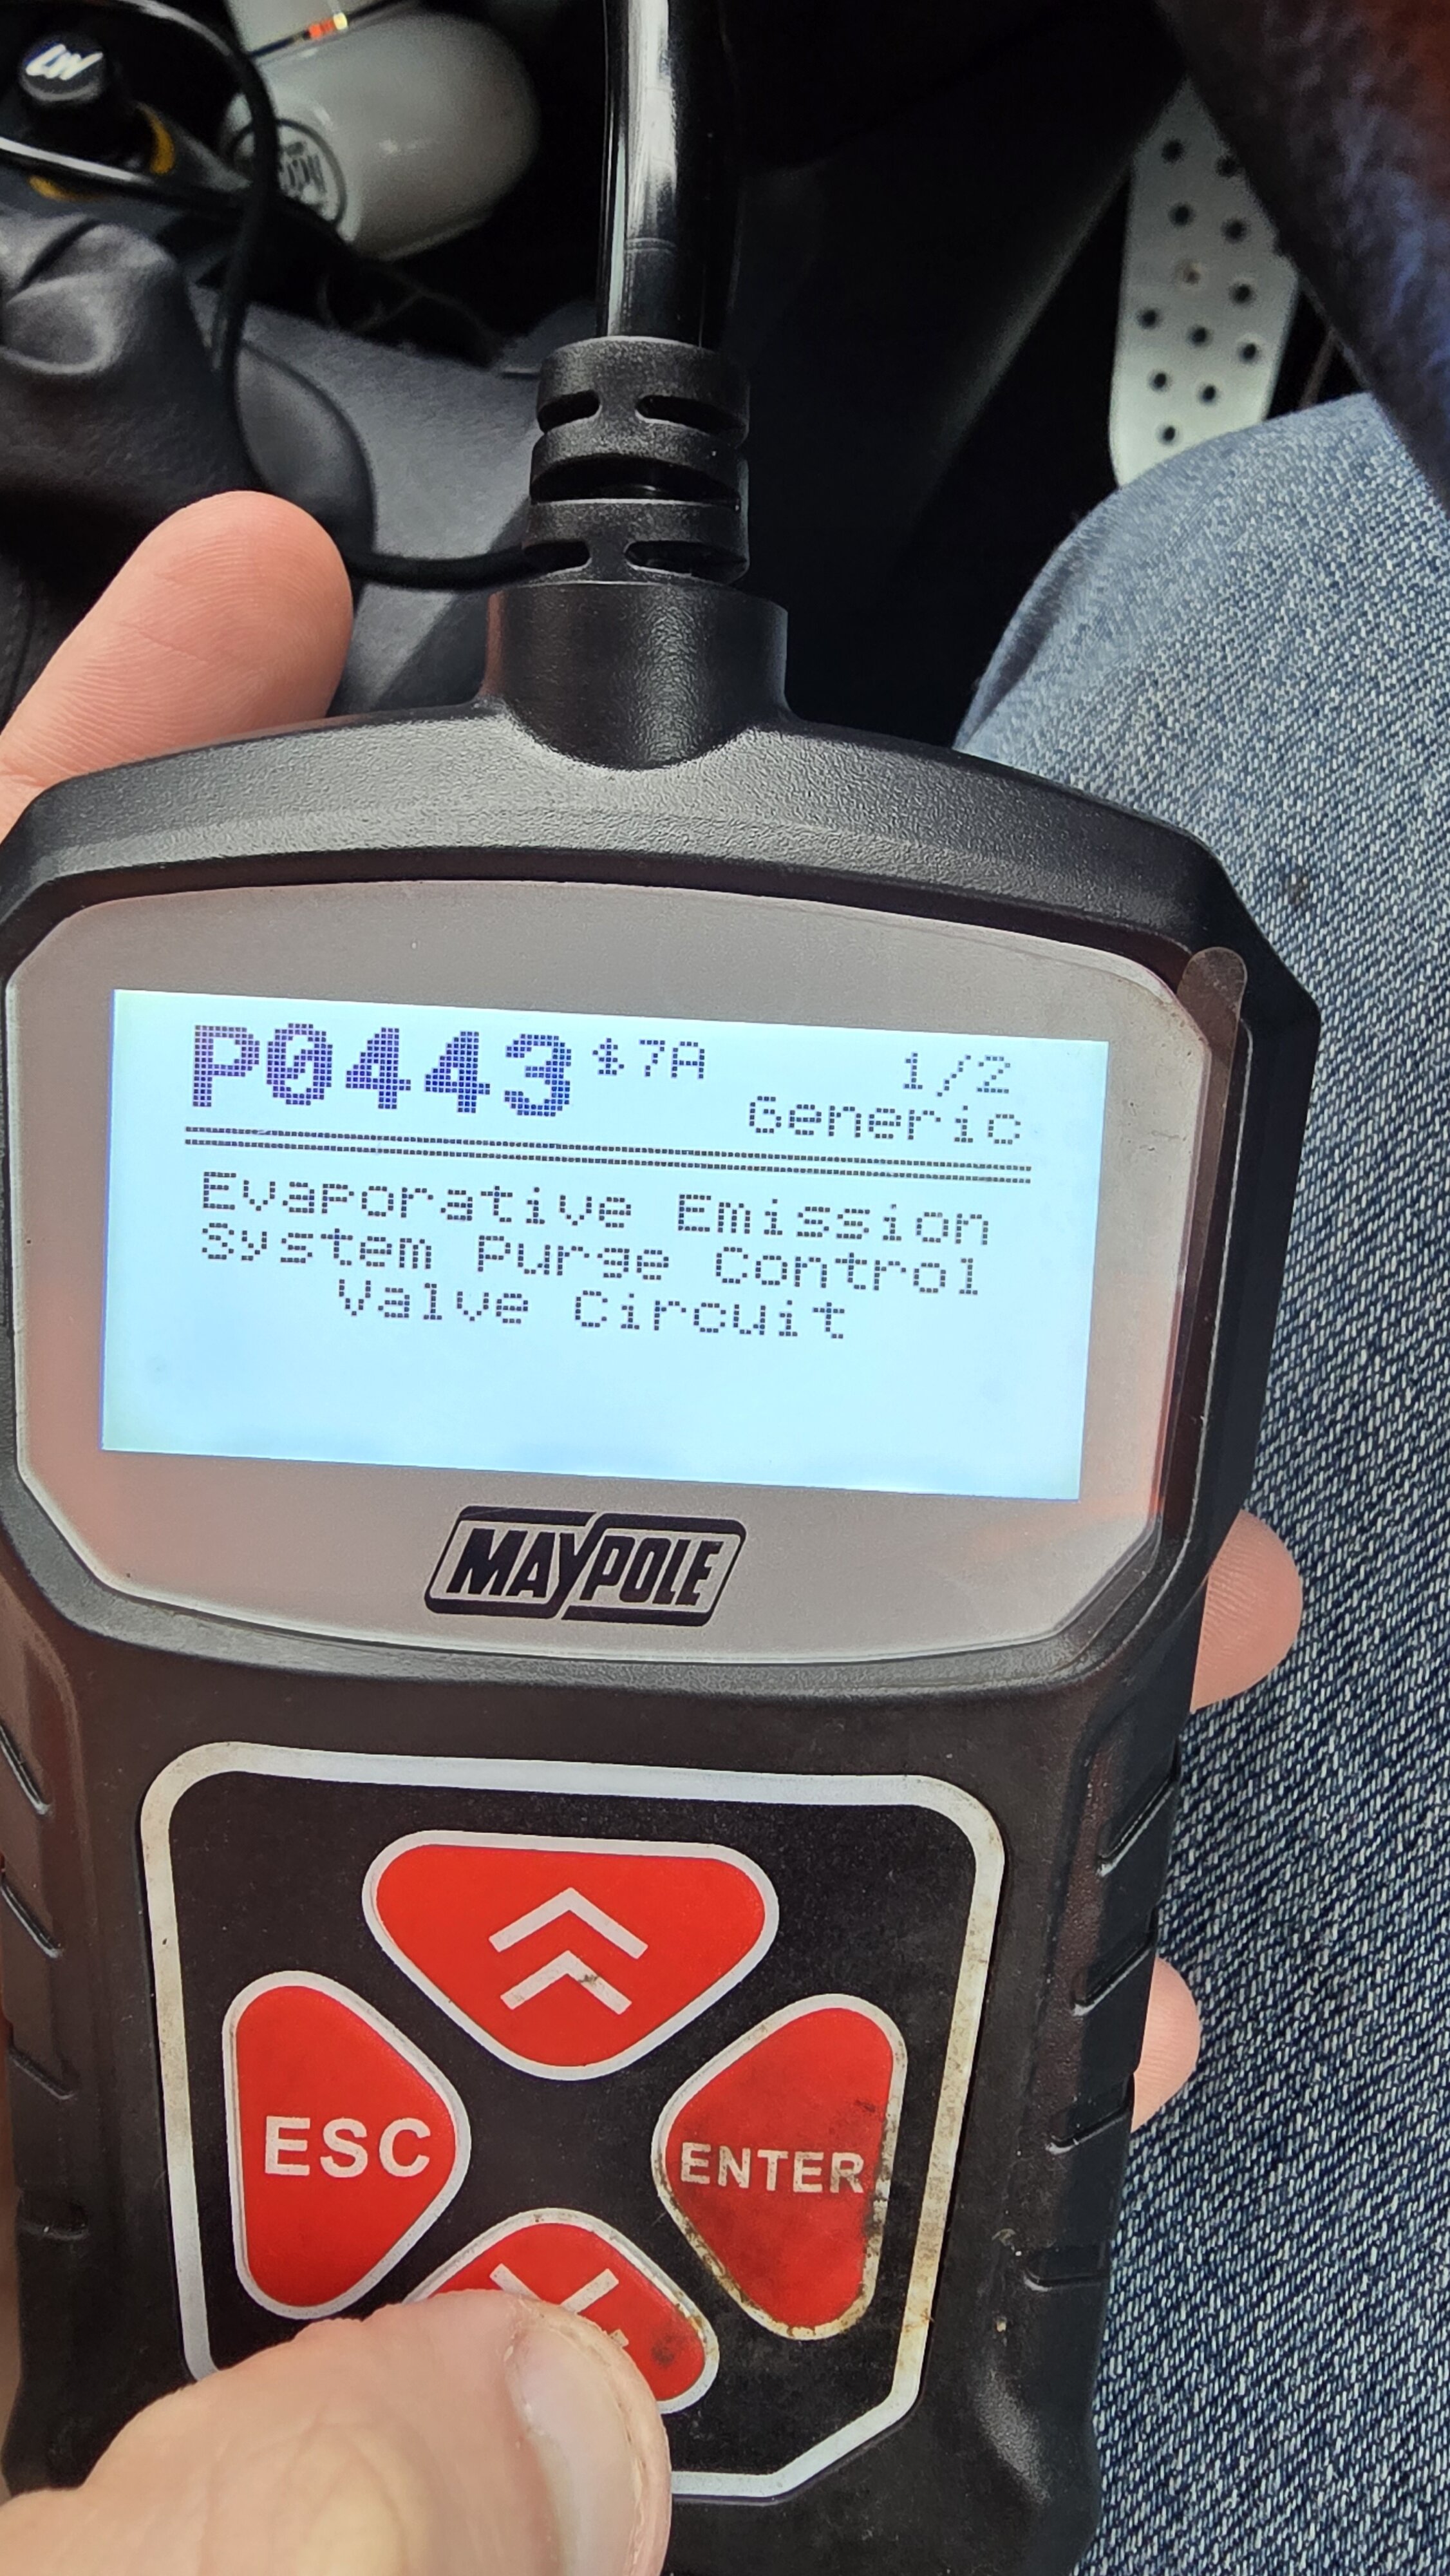 P0443 $7A 1/2
Generic
Evaporative Emission
System Purge Control
Valve Circuit
MAYPOLE
ESC
ENTER